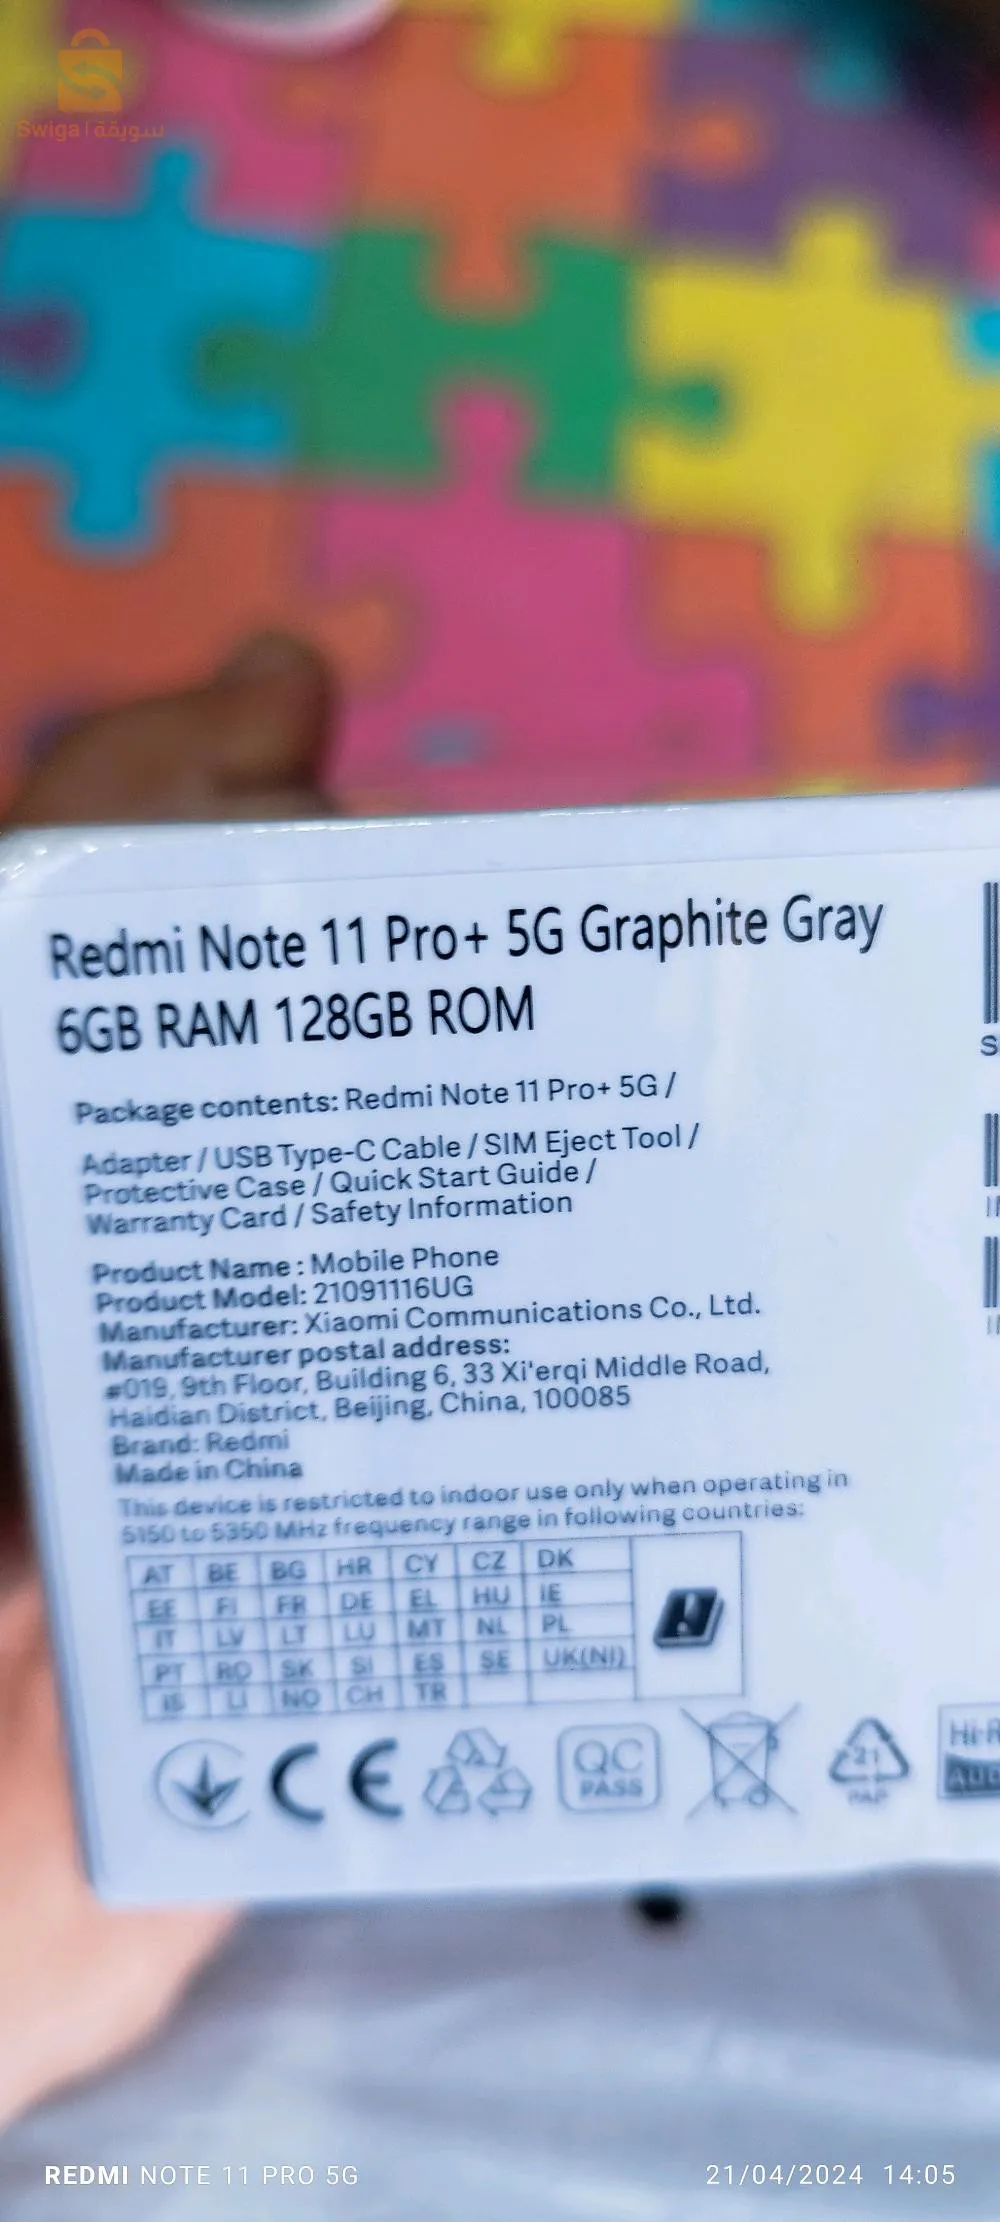 Swiga | سويقة
Redmi Note 11 Pro+ 5G Graphite Gray
6GB RAM 128GB ROM
Package contents: Redmi Note 11 Pro+ 5G /
Adapter / USB Type-C Cable / SIM Eject Tool /
Protective Case / Quick Start Guide /
Warranty Card / Safety Information
Product Name : Mobile Phone
Product Model: 21091116UG
Manufacturer: Xiaomi Communications Co., Ltd.
Manufacturer postal address:
#019, 9th Floor, Building 6, 33 Xi'erqi Middle Road,
Haidian District, Beijing, China, 100085
Brand: Redmi
Made in China
This device is restricted to indoor use only when operating in
5150 to 5350 MHz frequency range in following countries:
AT BE BG HR CY CZ DK
EE FI FR DE EL HU IE
IT LV LT LU MT NL PL
PT RO SK SI ES SE UK(NI)
IS LI NO CH TR
CE
QC
PASS
21
PAP
REDMI NOTE 11 PRO 5G
21/04/2024 14:05